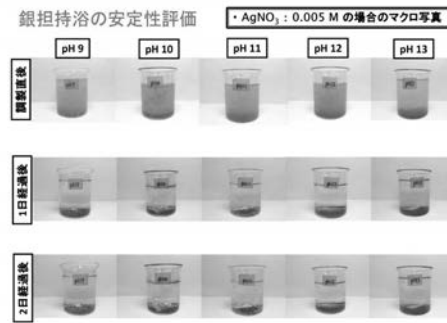 銀担持浴の安定性評価
・AgNO₃：0.005 M の場合のマクロ写真
pH 9
pH 10
pH 11
pH 12
pH 13
調製直後
1日経過後
2日経過後